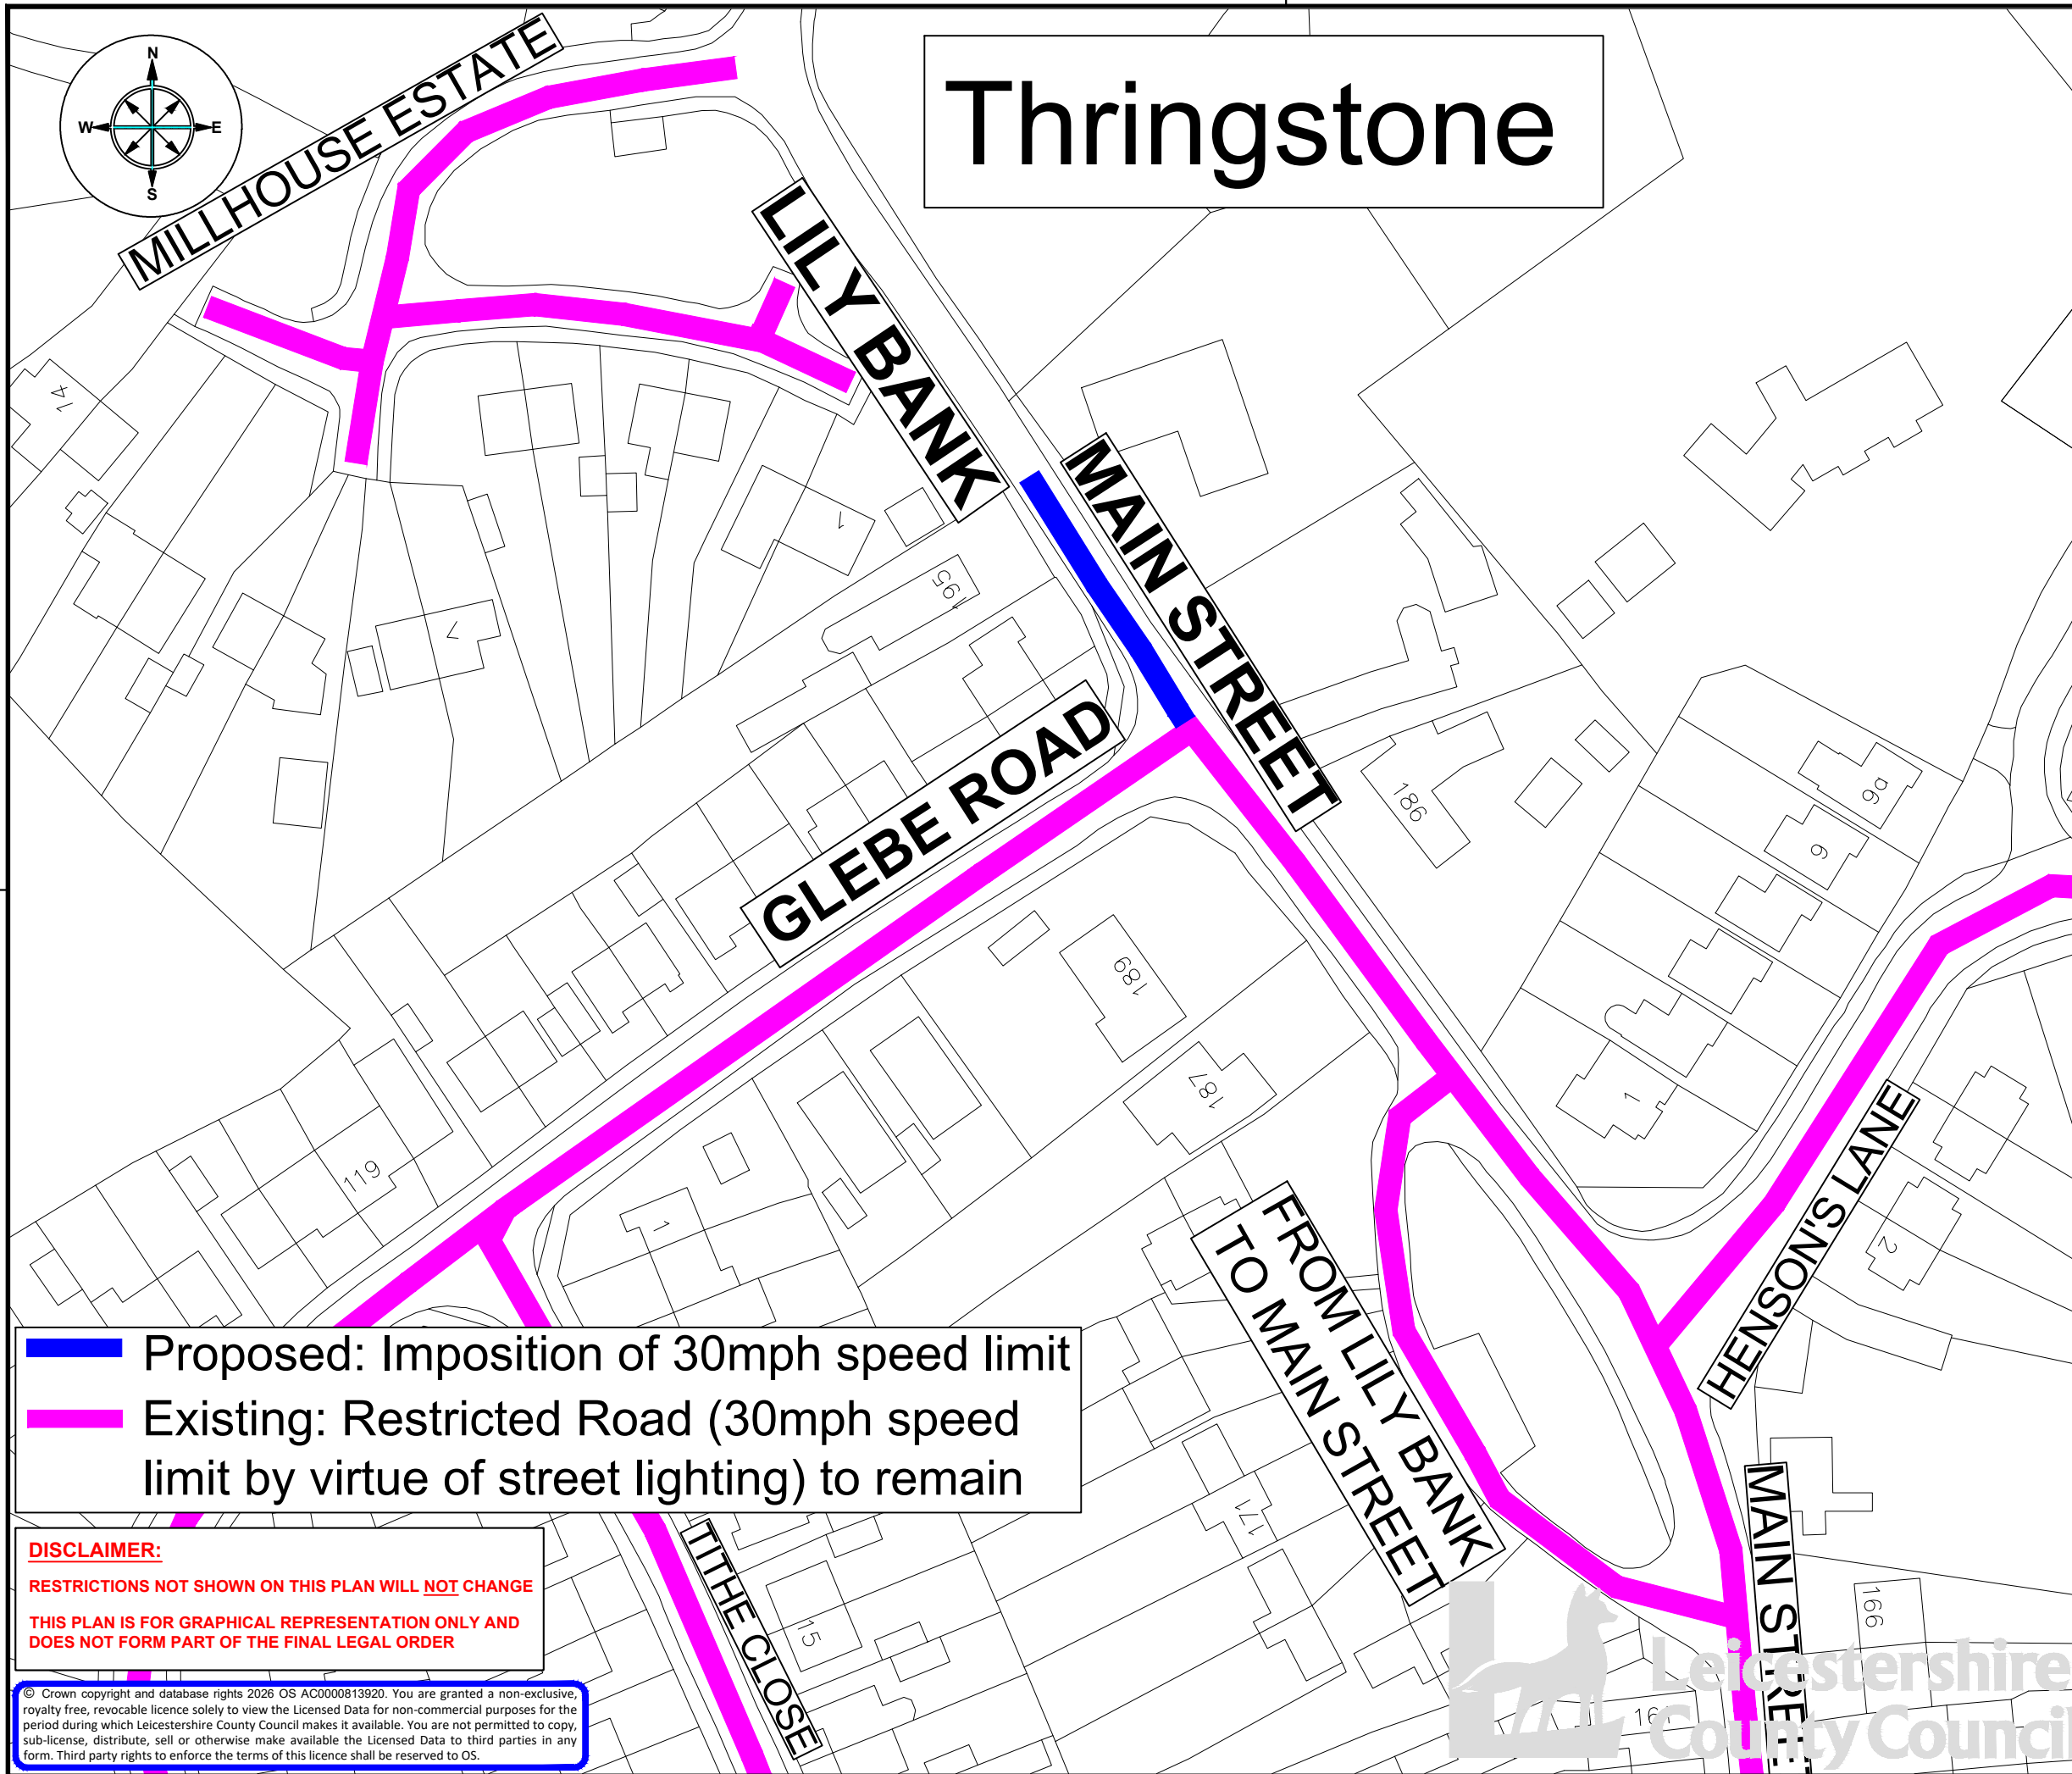 Thringstone
N
W
E
S
MILLHOUSE ESTATE
LILY BANK
MAIN STREET
GLEBE ROAD
HENSON'S LANE
FROM LILY BANK
TO MAIN STREET
MAIN STREET
TITHE CLOSE
74
1
195
7
186
9a
9
189
187
1
1
2
119
171
15
166
161
Proposed: Imposition of 30mph speed limit
Existing: Restricted Road (30mph speed
limit by virtue of street lighting) to remain
DISCLAIMER:
RESTRICTIONS NOT SHOWN ON THIS PLAN WILL NOT CHANGE
THIS PLAN IS FOR GRAPHICAL REPRESENTATION ONLY AND
DOES NOT FORM PART OF THE FINAL LEGAL ORDER
© Crown copyright and database rights 2026 OS AC0000813920. You are granted a non-exclusive,
royalty free, revocable licence solely to view the Licensed Data for non-commercial purposes for the
period during which Leicestershire County Council makes it available. You are not permitted to copy,
sub-license, distribute, sell or otherwise make available the Licensed Data to third parties in any
form. Third party rights to enforce the terms of this licence shall be reserved to OS.
Leicestershire
County Council